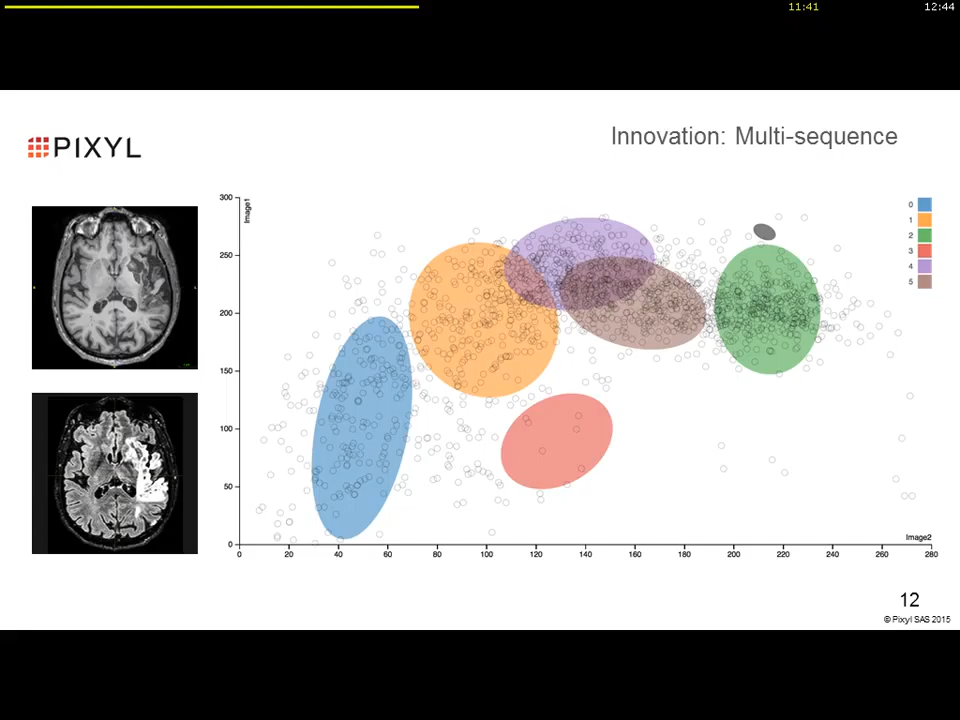 11:41
12:44
PIXYL
Innovation: Multi-sequence
300
250
200
150
100
50
0
Image1
0
1
2
3
4
5
Image2
0 20 40 60 80 100 120 140 160 180 200 220 240 260 280
12
© Pixyl SAS 2015